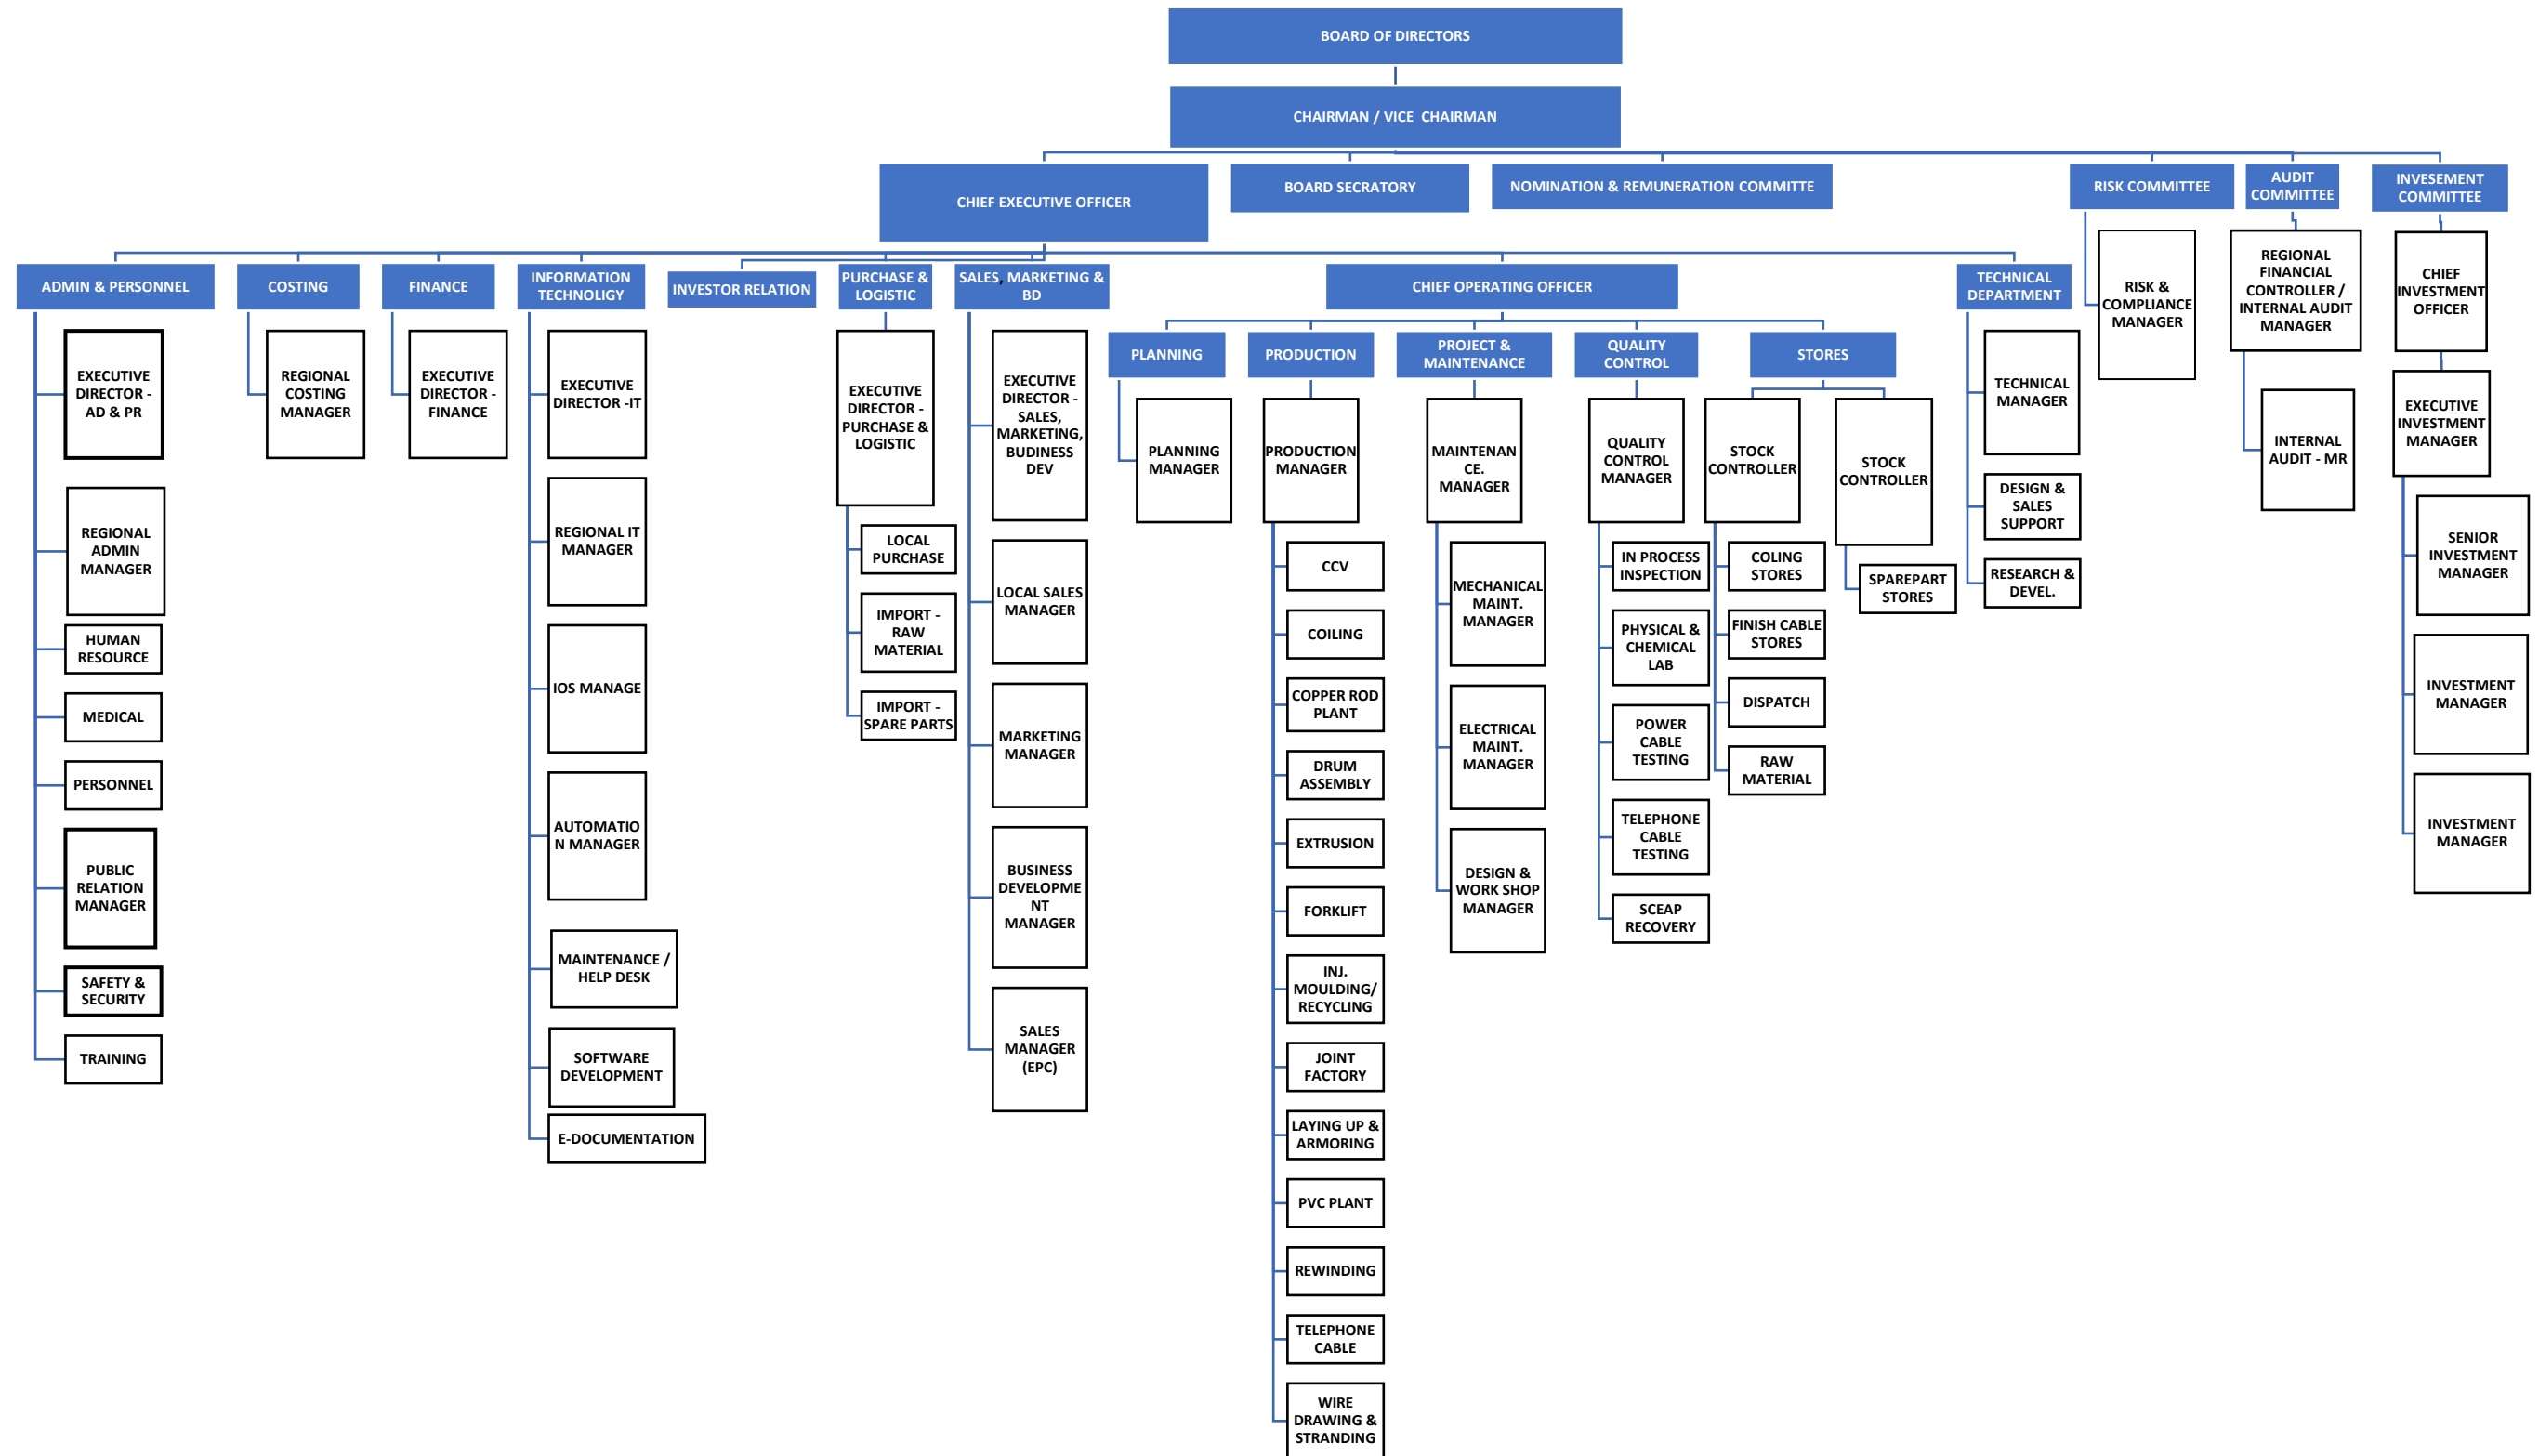 BOARD OF DIRECTORS
CHAIRMAN / VICE CHAIRMAN
CHIEF EXECUTIVE OFFICER
BOARD SECRATORY
NOMINATION & REMUNERATION COMMITTE
RISK COMMITTEE
AUDIT
COMMITTEE
INVESEMENT
COMMITTEE
ADMIN & PERSONNEL
COSTING
FINANCE
INFORMATION
TECHNOLIGY
INVESTOR RELATION
PURCHASE &
LOGISTIC
SALES, MARKETING &
BD
CHIEF OPERATING OFFICER
TECHNICAL
DEPARTMENT
RISK &
COMPLIANCE
MANAGER
REGIONAL
FINANCIAL
CONTROLLER /
INTERNAL AUDIT
MANAGER
CHIEF
INVESTMENT
OFFICER
EXECUTIVE
DIRECTOR -
AD & PR
REGIONAL
ADMIN
MANAGER
HUMAN
RESOURCE
MEDICAL
PERSONNEL
PUBLIC
RELATION
MANAGER
SAFETY &
SECURITY
TRAINING
REGIONAL
COSTING
MANAGER
EXECUTIVE
DIRECTOR -
FINANCE
EXECUTIVE
DIRECTOR -IT
REGIONAL IT
MANAGER
IOS MANAGE
AUTOMATIO
N MANAGER
MAINTENANCE /
HELP DESK
SOFTWARE
DEVELOPMENT
E-DOCUMENTATION
EXECUTIVE
DIRECTOR -
PURCHASE &
LOGISTIC
LOCAL
PURCHASE
IMPORT -
RAW
MATERIAL
IMPORT -
SPARE PARTS
EXECUTIVE
DIRECTOR -
SALES,
MARKETING,
BUDINESS
DEV
LOCAL SALES
MANAGER
MARKETING
MANAGER
BUSINESS
DEVELOPME
NT
MANAGER
SALES
MANAGER
(EPC)
PLANNING
PRODUCTION
PROJECT &
MAINTENANCE
QUALITY
CONTROL
STORES
PLANNING
MANAGER
PRODUCTION
MANAGER
CCV
COILING
COPPER ROD
PLANT
DRUM
ASSEMBLY
EXTRUSION
FORKLIFT
INJ.
MOULDING/
RECYCLING
JOINT
FACTORY
LAYING UP &
ARMORING
PVC PLANT
REWINDING
TELEPHONE
CABLE
WIRE
DRAWING &
STRANDING
MAINTENAN
CE.
MANAGER
MECHANICAL
MAINT.
MANAGER
ELECTRICAL
MAINT.
MANAGER
DESIGN &
WORK SHOP
MANAGER
QUALITY
CONTROL
MANAGER
IN PROCESS
INSPECTION
PHYSICAL &
CHEMICAL
LAB
POWER
CABLE
TESTING
TELEPHONE
CABLE
TESTING
SCEAP
RECOVERY
STOCK
CONTROLLER
COLING
STORES
FINISH CABLE
STORES
DISPATCH
RAW
MATERIAL
STOCK
CONTROLLER
SPAREPART
STORES
TECHNICAL
MANAGER
DESIGN &
SALES
SUPPORT
RESEARCH &
DEVEL.
INTERNAL
AUDIT - MR
EXECUTIVE
INVESTMENT
MANAGER
SENIOR
INVESTMENT
MANAGER
INVESTMENT
MANAGER
INVESTMENT
MANAGER